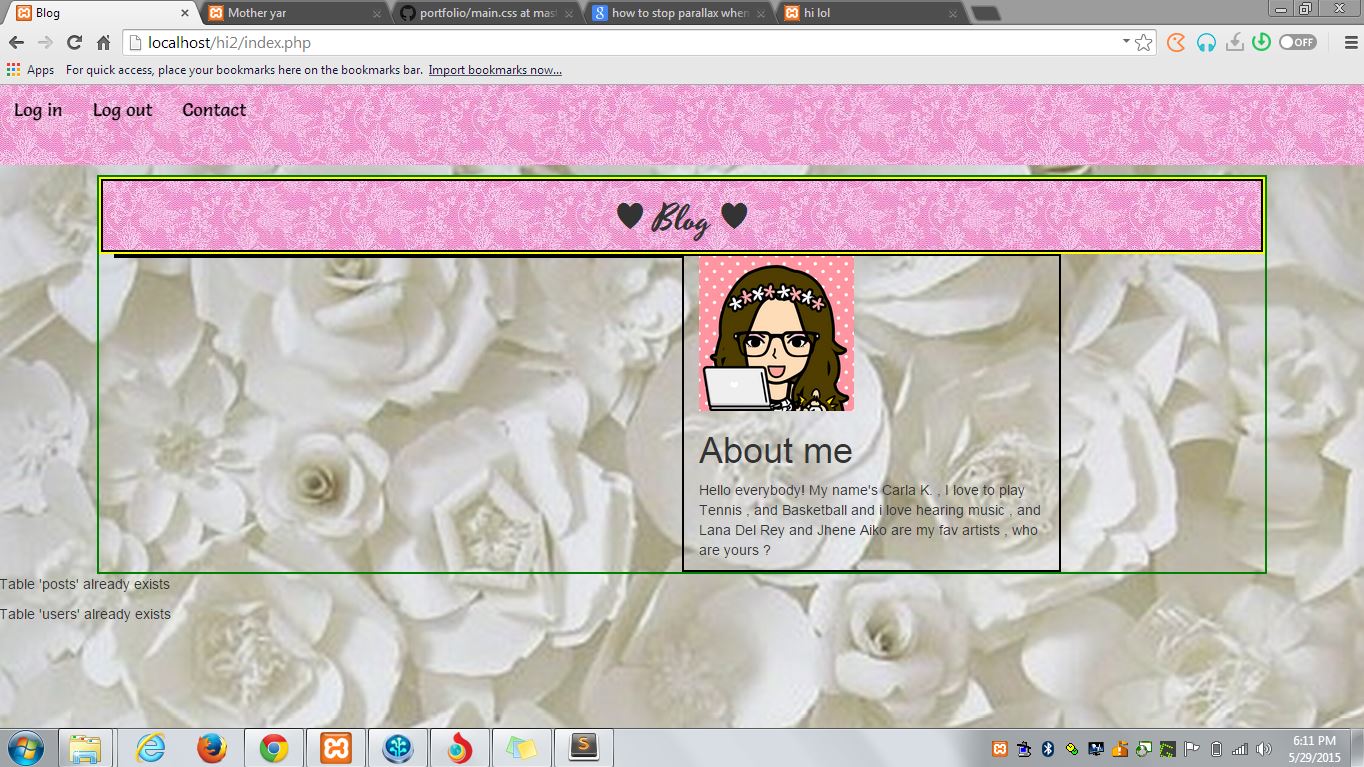 Blog
Mother yar
portfolio/main.css at mast
how to stop parallax when
hi lol
localhost/hi2/index.php
OFF
Apps For quick access, place your bookmarks here on the bookmarks bar. Import bookmarks now...
Log in Log out Contact
♥ Blog ♥
About me
Hello everybody! My name's Carla K. , I love to play
Tennis , and Basketball and i love hearing music , and
Lana Del Rey and Jhene Aiko are my fav artists , who
are yours ?
Table 'posts' already exists
Table 'users' already exists
6:11 PM
5/29/2015